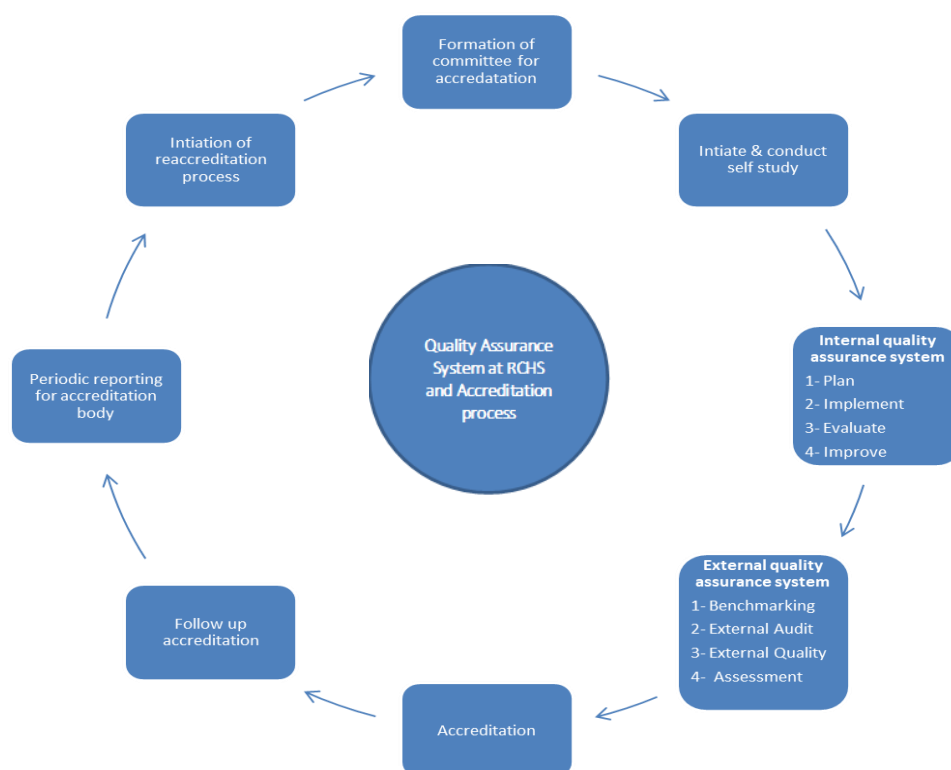 Formation of
committee for
accredatation
Intiate & conduct
self study
Internal quality
assurance system
1- Plan
2- Implement
3- Evaluate
4- Improve
External quality
assurance system
1- Benchmarking
2- External Audit
3- External Quality
4- Assessment
Accreditation
Follow up
accreditation
Periodic reporting
for accreditation
body
Intiation of
reaccreditation
process
Quality Assurance
System at RCHS
and Accreditation
process